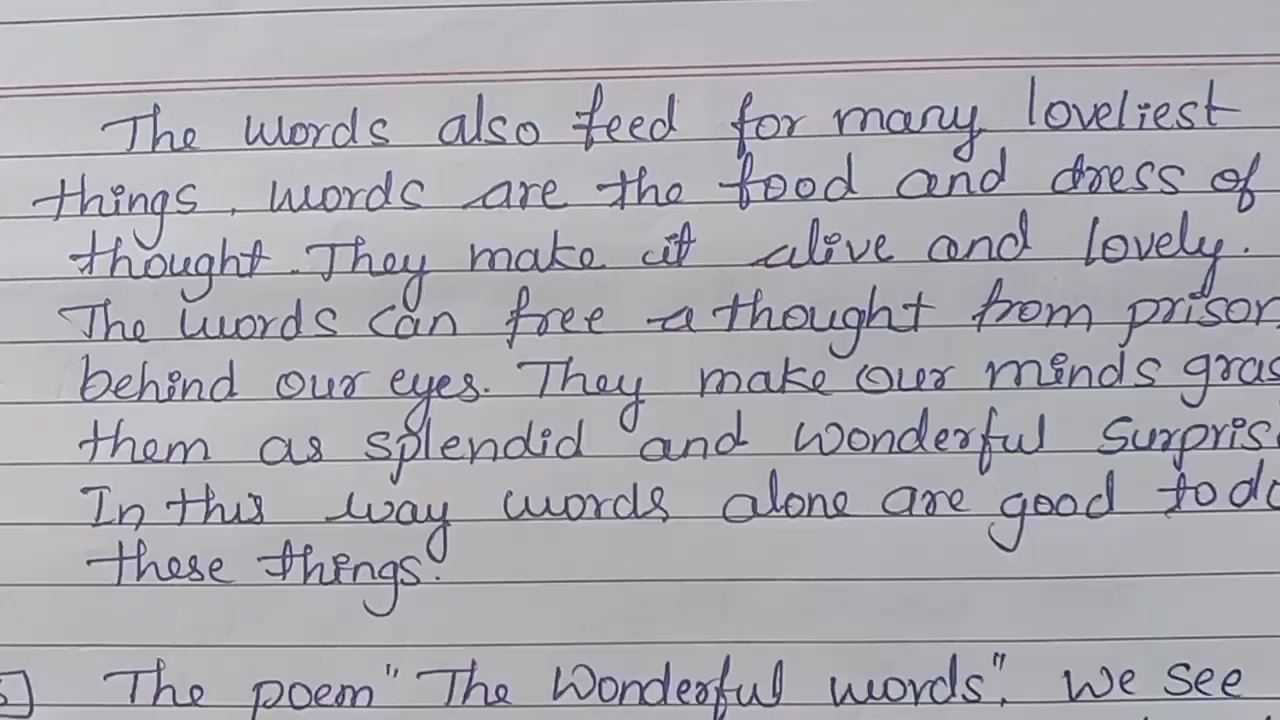 The words also feed for many loveliest
things, words are the food and dress of
thought. They make it alive and lovely.
The words can free a thought from prison
behind our eyes. They make our minds gras
them as splendid and wonderful surpris
In this way words alone are good to do
these things.
The poem "The Wonderful words", we see